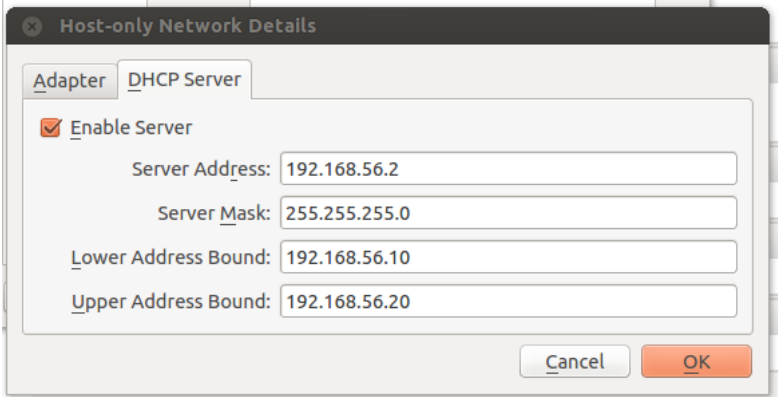 Host-only Network Details
Adapter DHCP Server
Enable Server
Server Address: 192.168.56.2
Server Mask: 255.255.255.0
Lower Address Bound: 192.168.56.10
Upper Address Bound: 192.168.56.20
Cancel OK